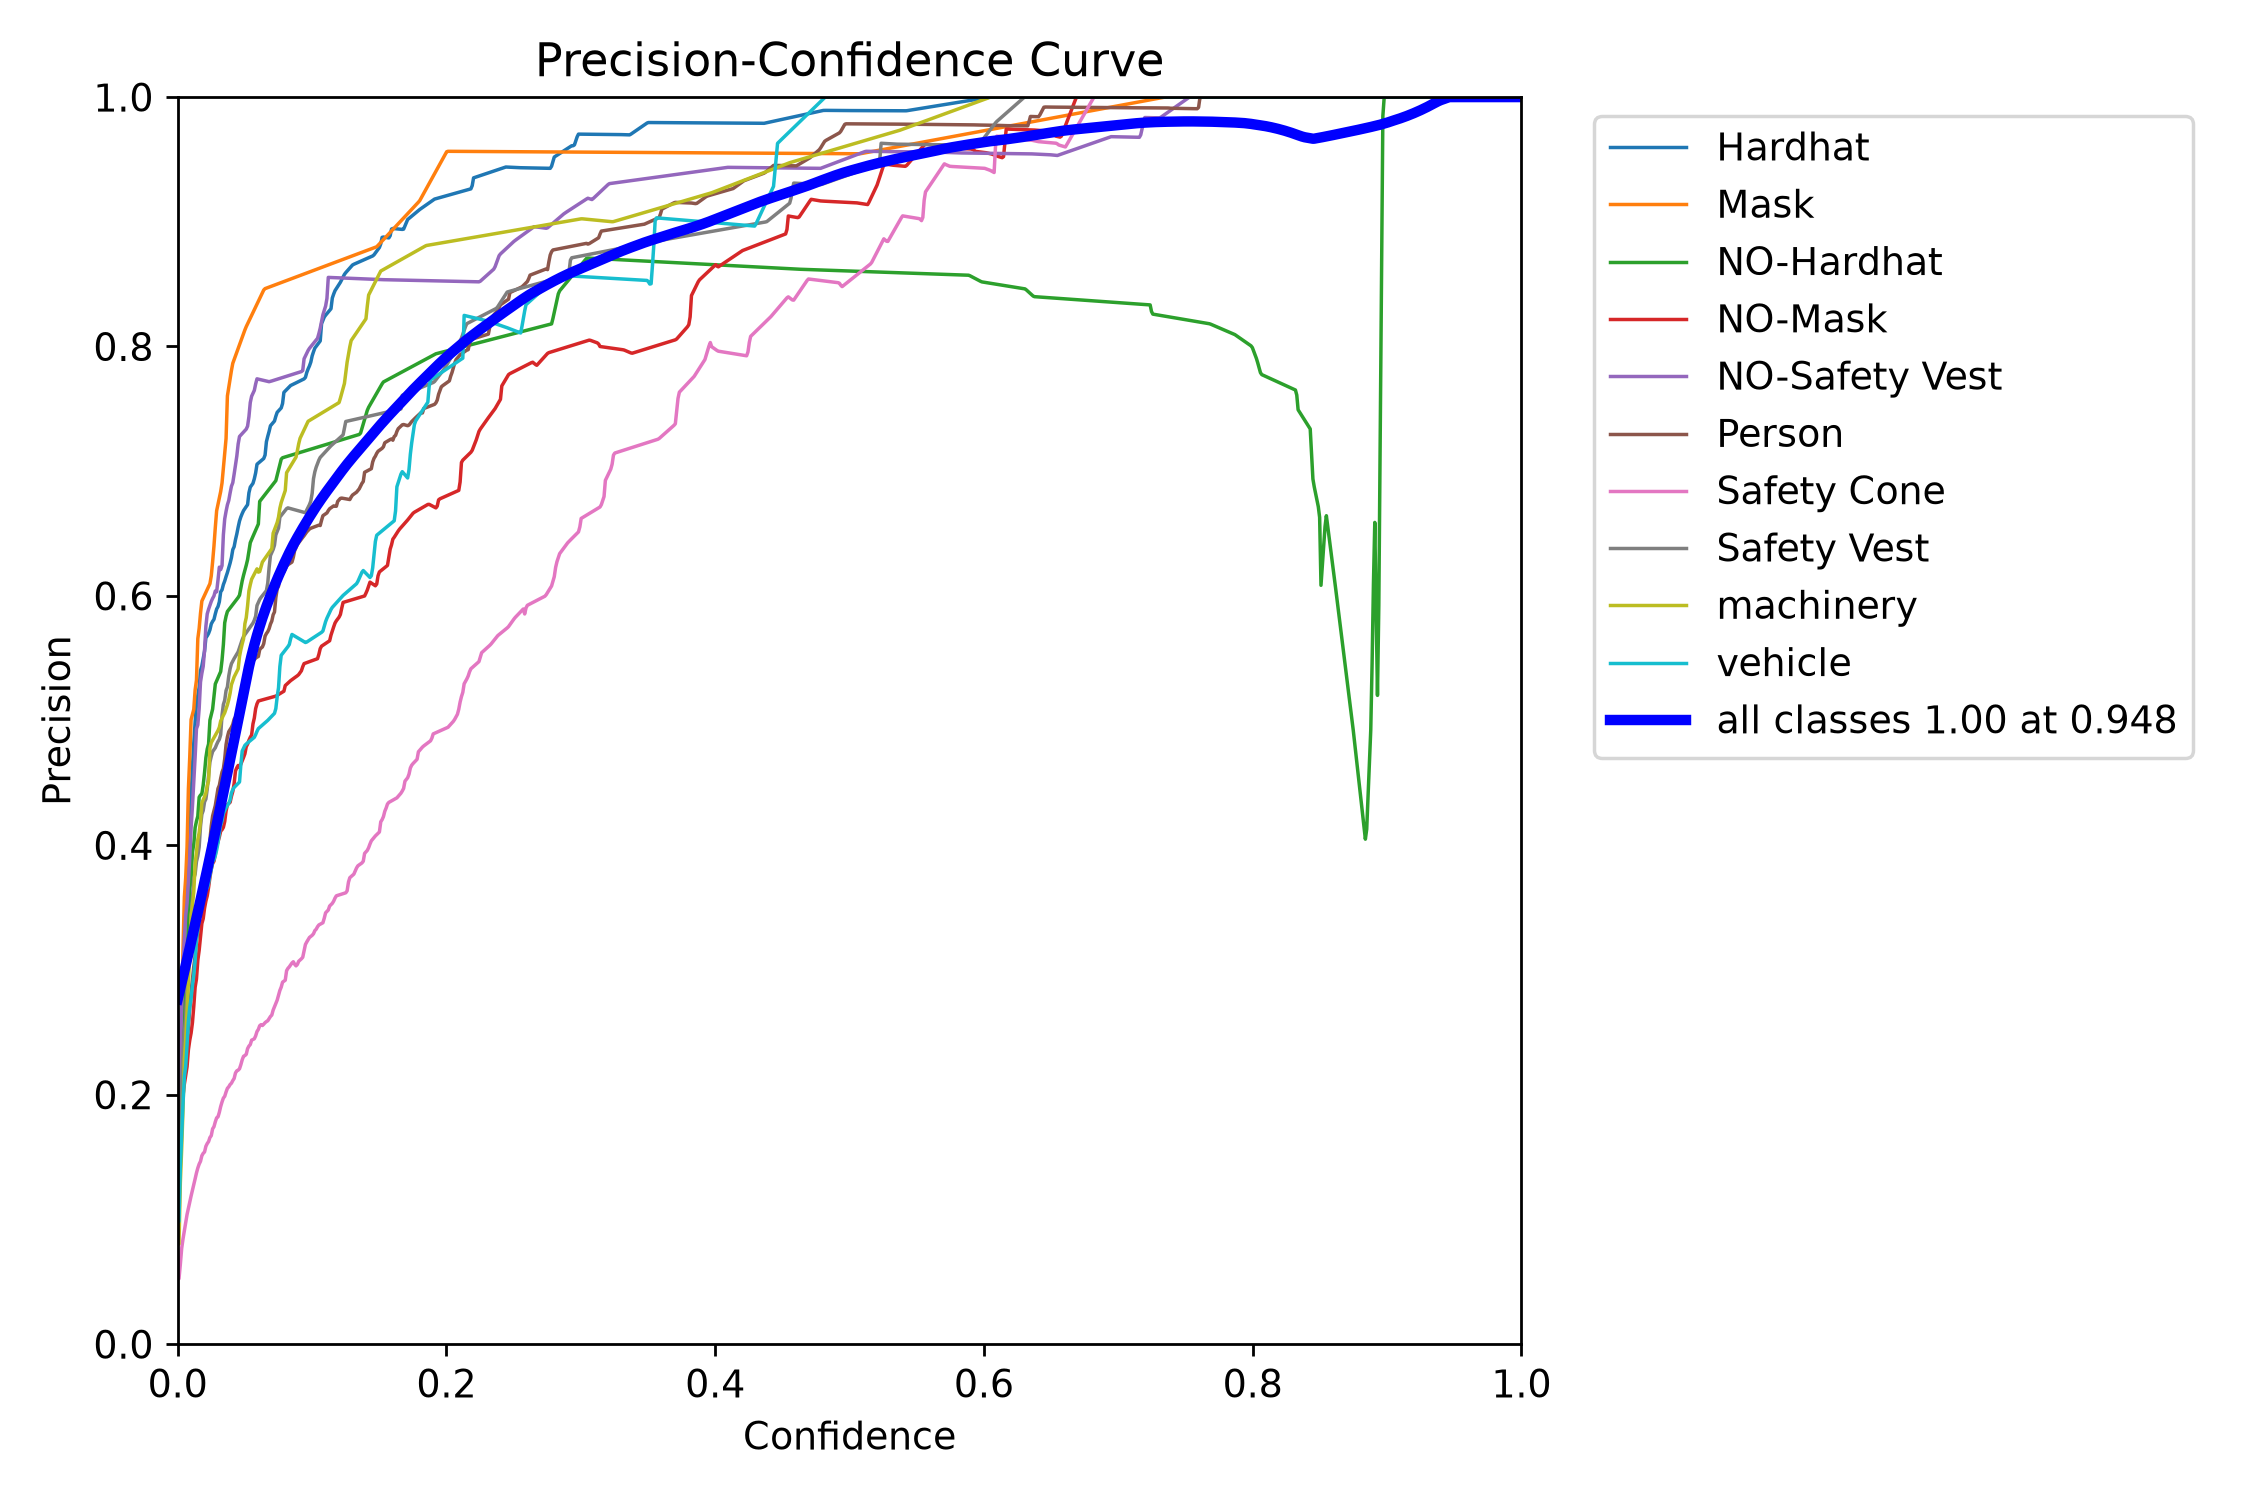 Precision-Confidence Curve
1.0
0.8
0.6
0.4
0.2
0.0
Precision
0.0 0.2 0.4 0.6 0.8 1.0
Confidence
Hardhat
Mask
NO-Hardhat
NO-Mask
NO-Safety Vest
Person
Safety Cone
Safety Vest
machinery
vehicle
all classes 1.00 at 0.948